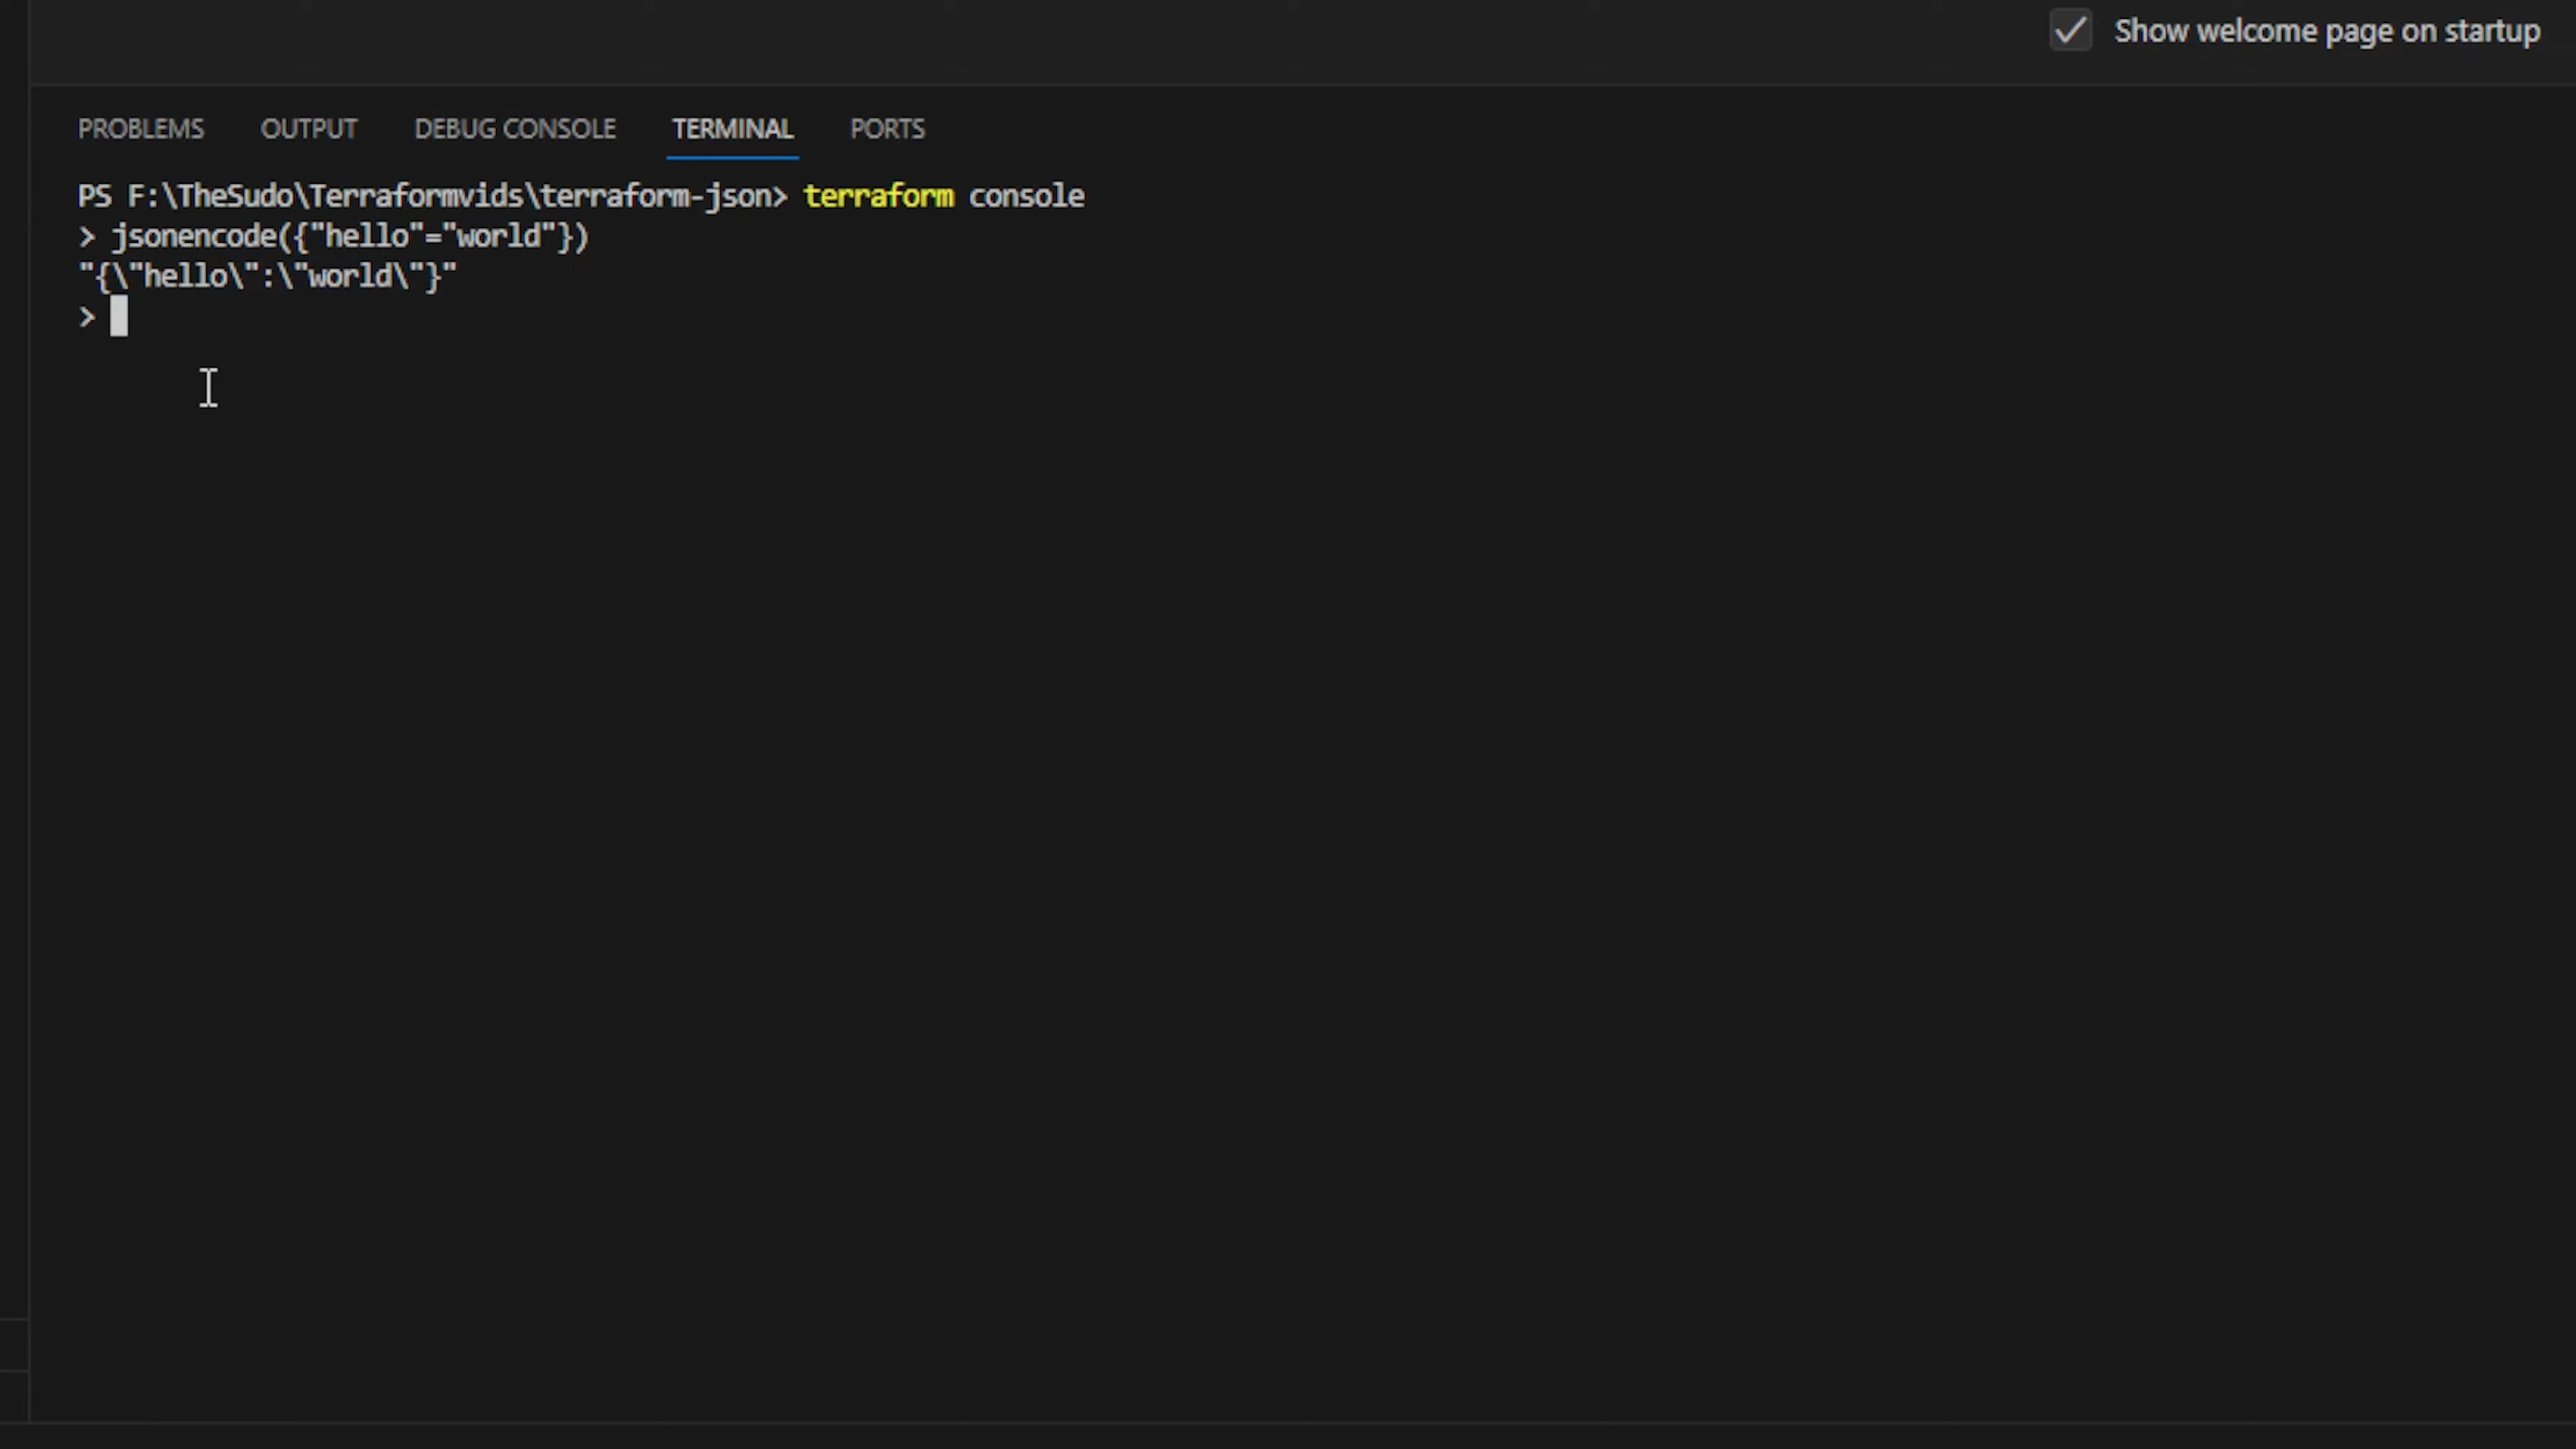 Show welcome page on startup
PROBLEMS OUTPUT DEBUG CONSOLE TERMINAL PORTS
PS F:\TheSudo\Terraformvids\terraform-json> terraform console
> jsonencode({"hello"="world"})
"{\"hello\":\"world\"}"
>